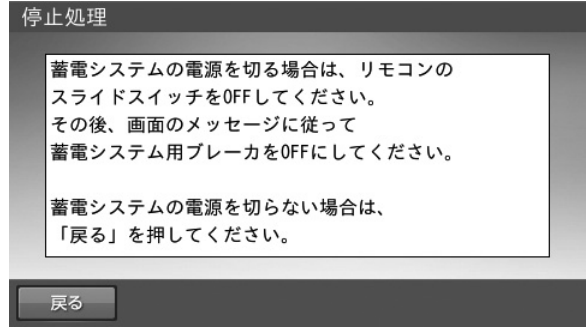 停止処理
蓄電システムの電源を切る場合は、リモコンの
スライドスイッチをOFFしてください。
その後、画面のメッセージに従って
蓄電システム用ブレーカをOFFにしてください。
蓄電システムの電源を切らない場合は、
「戻る」を押してください。
戻る